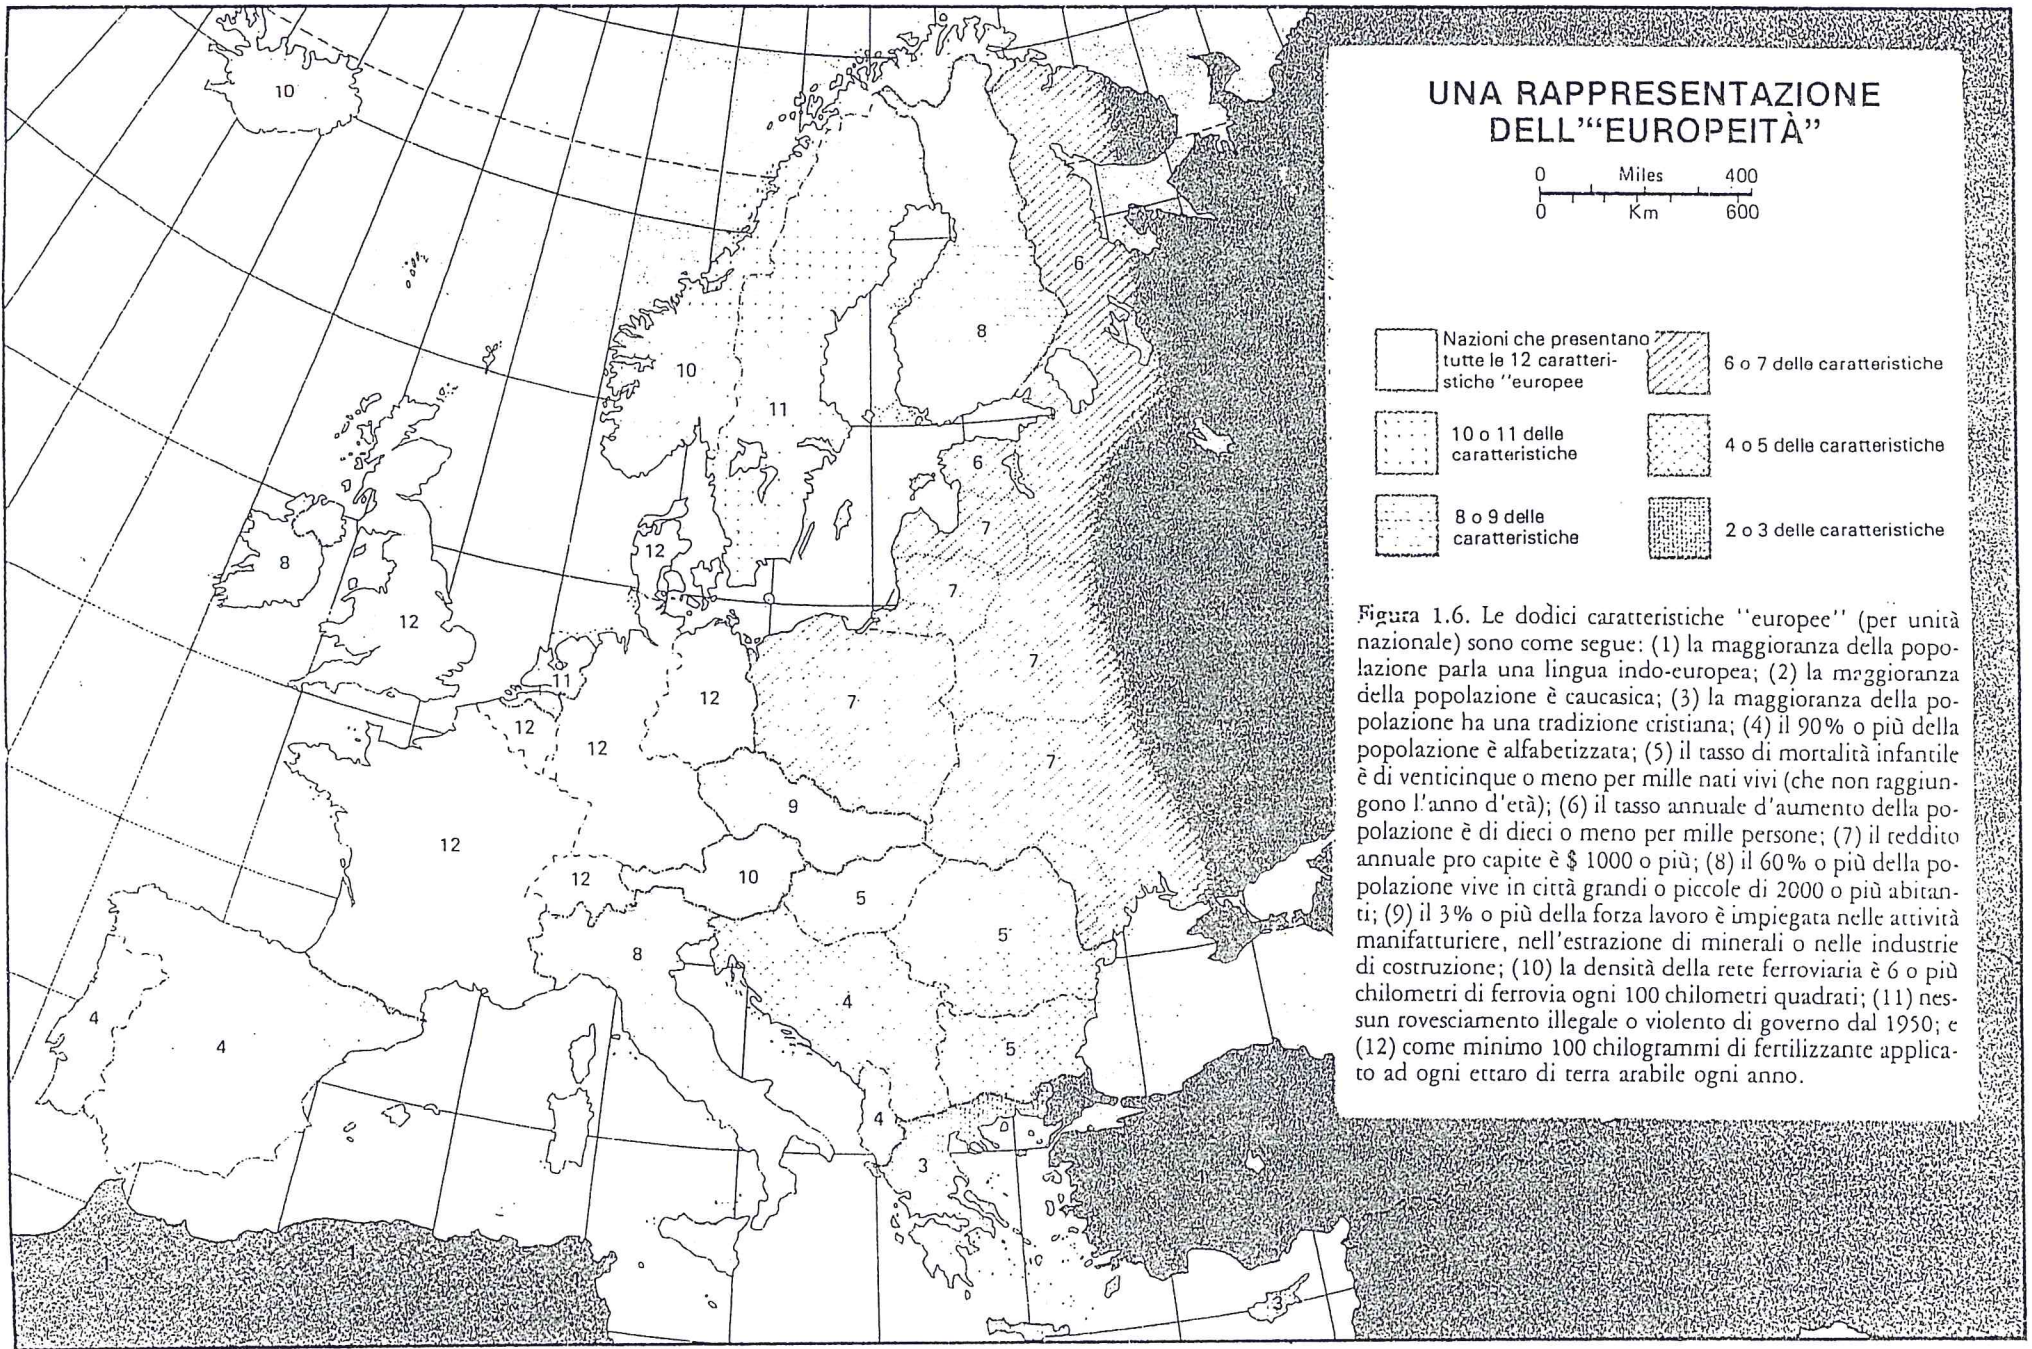 UNA RAPPRESENTAZIONE
DELL'“EUROPEITÀ”
0 Miles 400
0 Km 600
Nazioni che presentano
tutte le 12 caratteri-
stiche "europee
10 o 11 delle
caratteristiche
8 o 9 delle
caratteristiche
6 o 7 delle caratteristiche
4 o 5 delle caratteristiche
2 o 3 delle caratteristiche
Figura 1.6. Le dodici caratteristiche "europee" (per unità
nazionale) sono come segue: (1) la maggioranza della popo-
lazione parla una lingua indo-europea; (2) la maggioranza
della popolazione è caucasica; (3) la maggioranza della po-
polazione ha una tradizione cristiana; (4) il 90% o più della
popolazione è alfabetizzata; (5) il tasso di mortalità infantile
è di venticinque o meno per mille nati vivi (che non raggiun-
gono l'anno d'età); (6) il tasso annuale d'aumento della po-
polazione è di dieci o meno per mille persone; (7) il reddito
annuale pro capite è $ 1000 o più; (8) il 60% o più della po-
polazione vive in città grandi o piccole di 2000 o più abitan-
ti; (9) il 3% o più della forza lavoro è impiegata nelle attività
manifatturiere, nell'estrazione di minerali o nelle industrie
di costruzione; (10) la densità della rete ferroviaria è 6 o più
chilometri di ferrovia ogni 100 chilometri quadrati; (11) nes-
sun rovesciamento illegale o violento di governo dal 1950; e
(12) come minimo 100 chilogrammi di fertilizzante applica-
to ad ogni ettaro di terra arabile ogni anno.
10
6
8
10
11
6
7
12
8
7
12
7
11
12
7
12
12
7
9
12
12
10
5
5
8
4
4
4
5
4
3
1
1
3